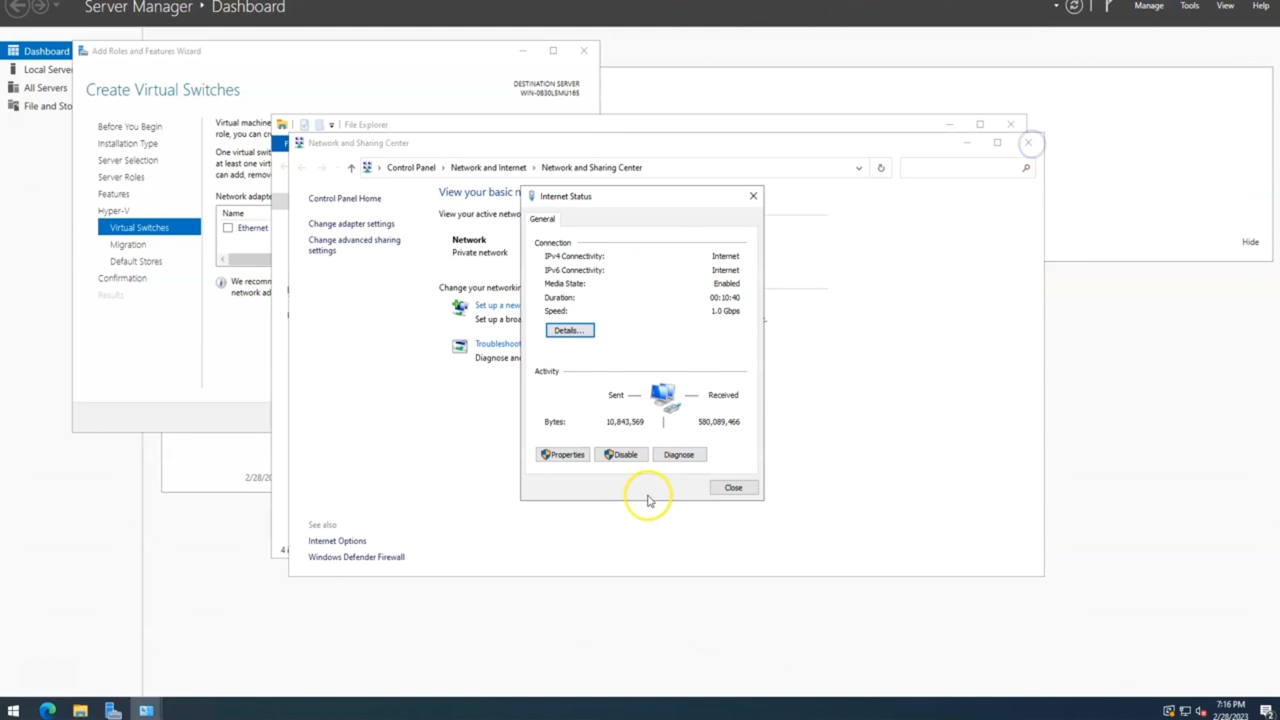 Server Manager › Dashboard
Manage Tools View Help
Dashboard
Local Serve
All Servers
File and Sto
Add Roles and Features Wizard
Create Virtual Switches
DESTINATION SERVER
WIN-0830L5MU165
Before You Begin
Installation Type
Server Selection
Server Roles
Features
Hyper-V
Virtual Switches
Migration
Default Stores
Confirmation
Results
Virtual machine
role, you can c
One virtual swit
at least one virt
can add, remov
Network adapte
Name
Ethernet
We recomm
network ad
2/28/20
File Explorer
F
4 i
Network and Sharing Center
Control Panel › Network and Internet › Network and Sharing Center
Control Panel Home
Change adapter settings
Change advanced sharing
settings
View your basic n
View your active netwo
Network
Private network
Change your networkin
Set up a new
Set up a broa
Troubleshoot
Diagnose and
See also
Internet Options
Windows Defender Firewall
Internet Status
General
Connection
IPv4 Connectivity: Internet
IPv6 Connectivity: Internet
Media State: Enabled
Duration: 00:10:40
Speed: 1.0 Gbps
Details...
Activity
Sent — — Received
Bytes: 10,843,569 | 580,089,466
Properties Disable Diagnose
Close
Hide
7:16 PM
2/28/2023